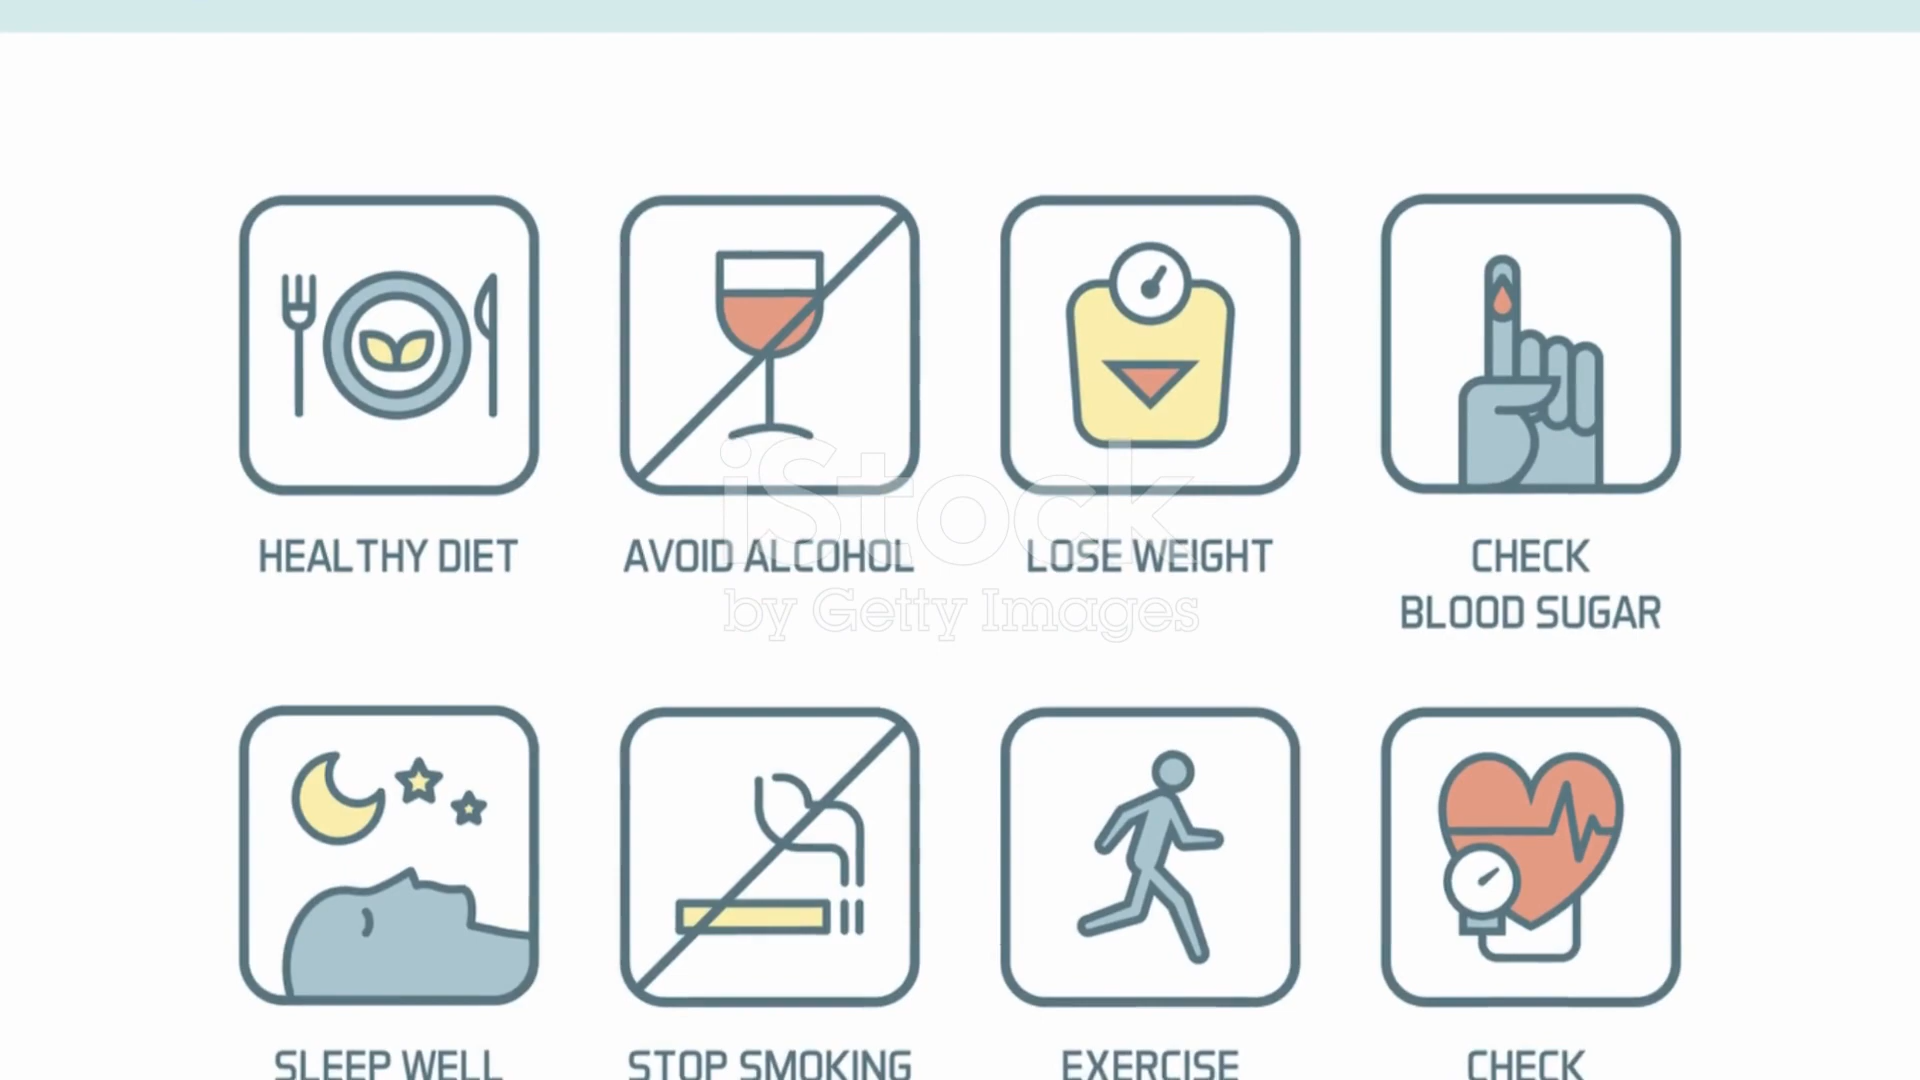 HEALTHY DIET
AVOID ALCOHOL
LOSE WEIGHT
CHECK
BLOOD SUGAR
iStock
by Getty Images
SLEEP WELL
STOP SMOKING
EXERCISE
CHECK